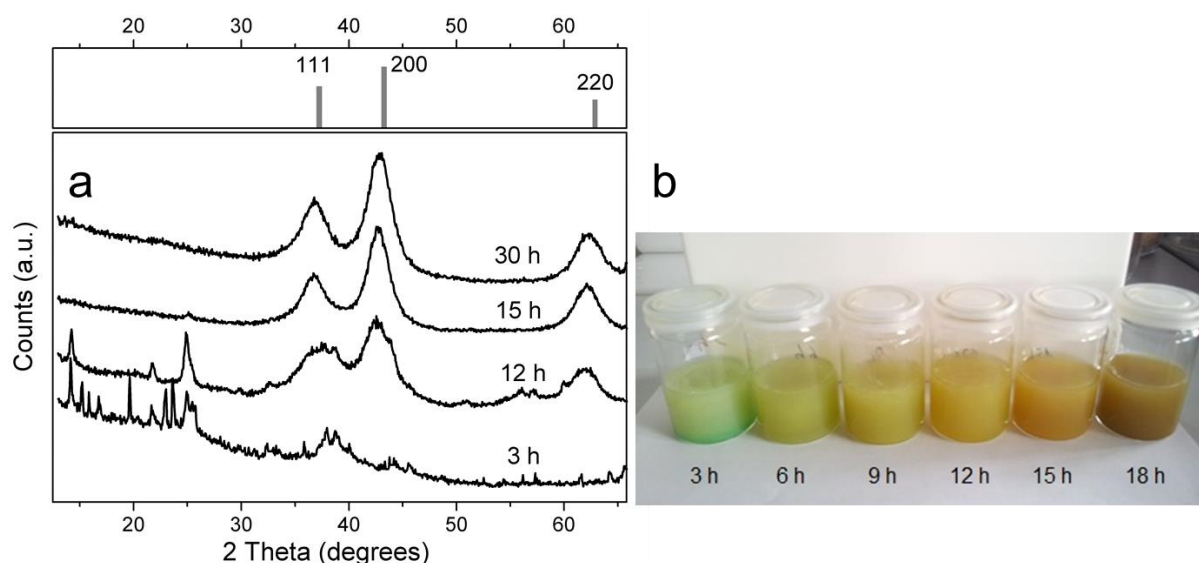 20 30 40 50 60
111
200
220
a
Counts (a.u.)
30 h
15 h
12 h
3 h
20 30 40 50 60
2 Theta (degrees)
b
3 h 6 h 9 h 12 h 15 h 18 h